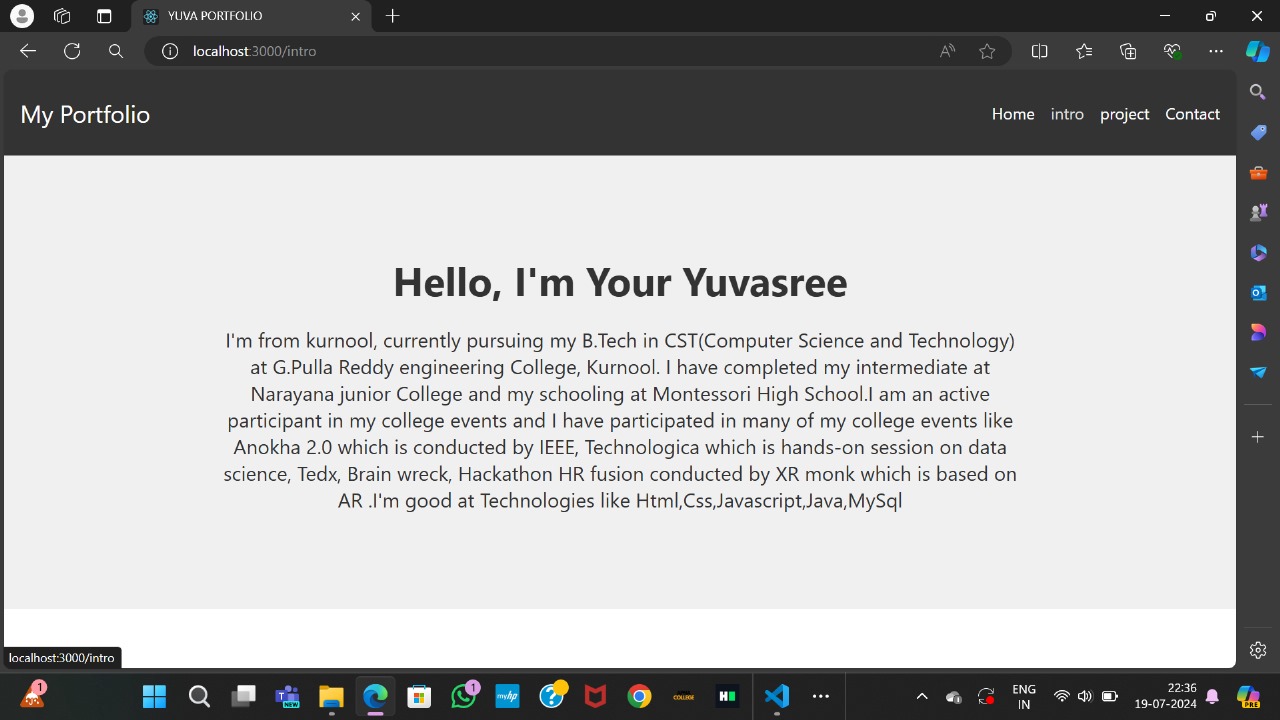 YUVA PORTFOLIO
localhost:3000/intro
My Portfolio
Home intro project Contact
Hello, I'm Your Yuvasree
I'm from kurnool, currently pursuing my B.Tech in CST(Computer Science and Technology)
at G.Pulla Reddy engineering College, Kurnool. I have completed my intermediate at
Narayana junior College and my schooling at Montessori High School.I am an active
participant in my college events and I have participated in many of my college events like
Anokha 2.0 which is conducted by IEEE, Technologica which is hands-on session on data
science, Tedx, Brain wreck, Hackathon HR fusion conducted by XR monk which is based on
AR .I'm good at Technologies like Html,Css,Javascript,Java,MySql
localhost:3000/intro
1
NEW
1
myhp
COLLEGE
ENG
IN
22:36
19-07-2024
PRE